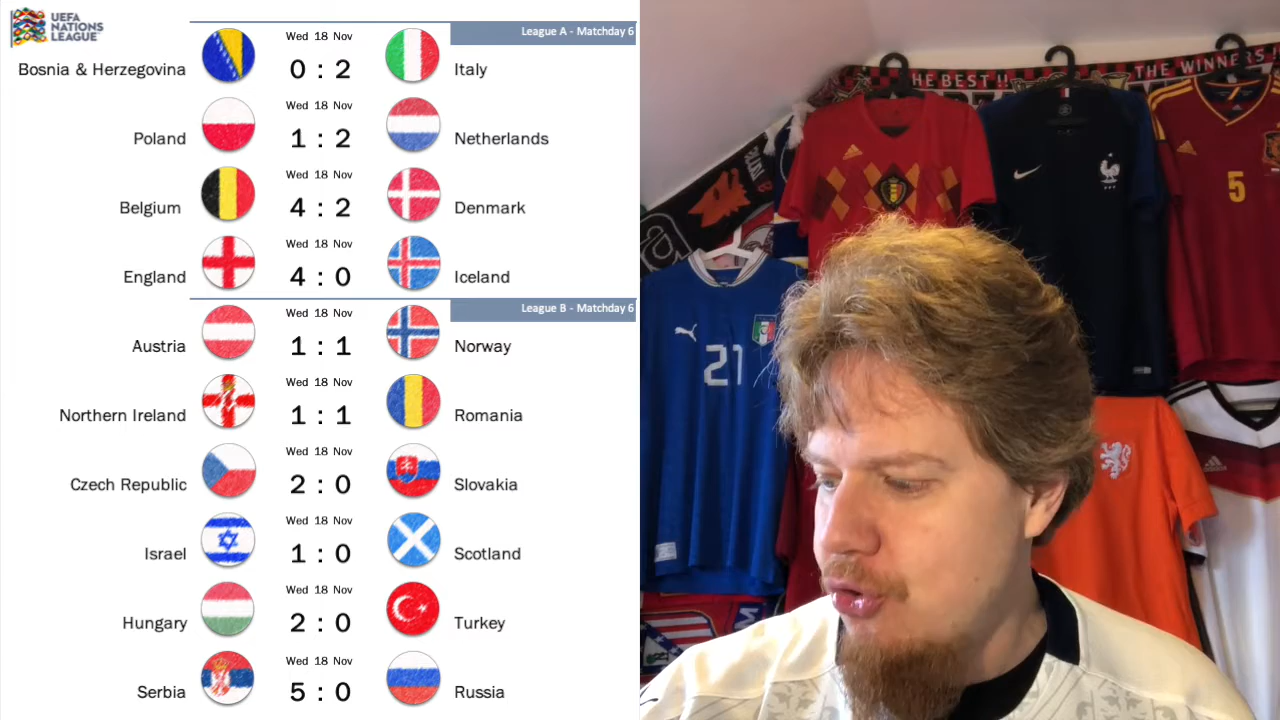 UEFA
NATIONS
LEAGUE
League A - Matchday 6
Wed 18 Nov
Bosnia & Herzegovina 0 : 2 Italy
Wed 18 Nov
Poland 1 : 2 Netherlands
Wed 18 Nov
Belgium 4 : 2 Denmark
Wed 18 Nov
England 4 : 0 Iceland
League B - Matchday 6
Wed 18 Nov
Austria 1 : 1 Norway
Wed 18 Nov
Northern Ireland 1 : 1 Romania
Wed 18 Nov
Czech Republic 2 : 0 Slovakia
Wed 18 Nov
Israel 1 : 0 Scotland
Wed 18 Nov
Hungary 2 : 0 Turkey
Wed 18 Nov
Serbia 5 : 0 Russia
THE BEST !!
THE WINNERS
5
21